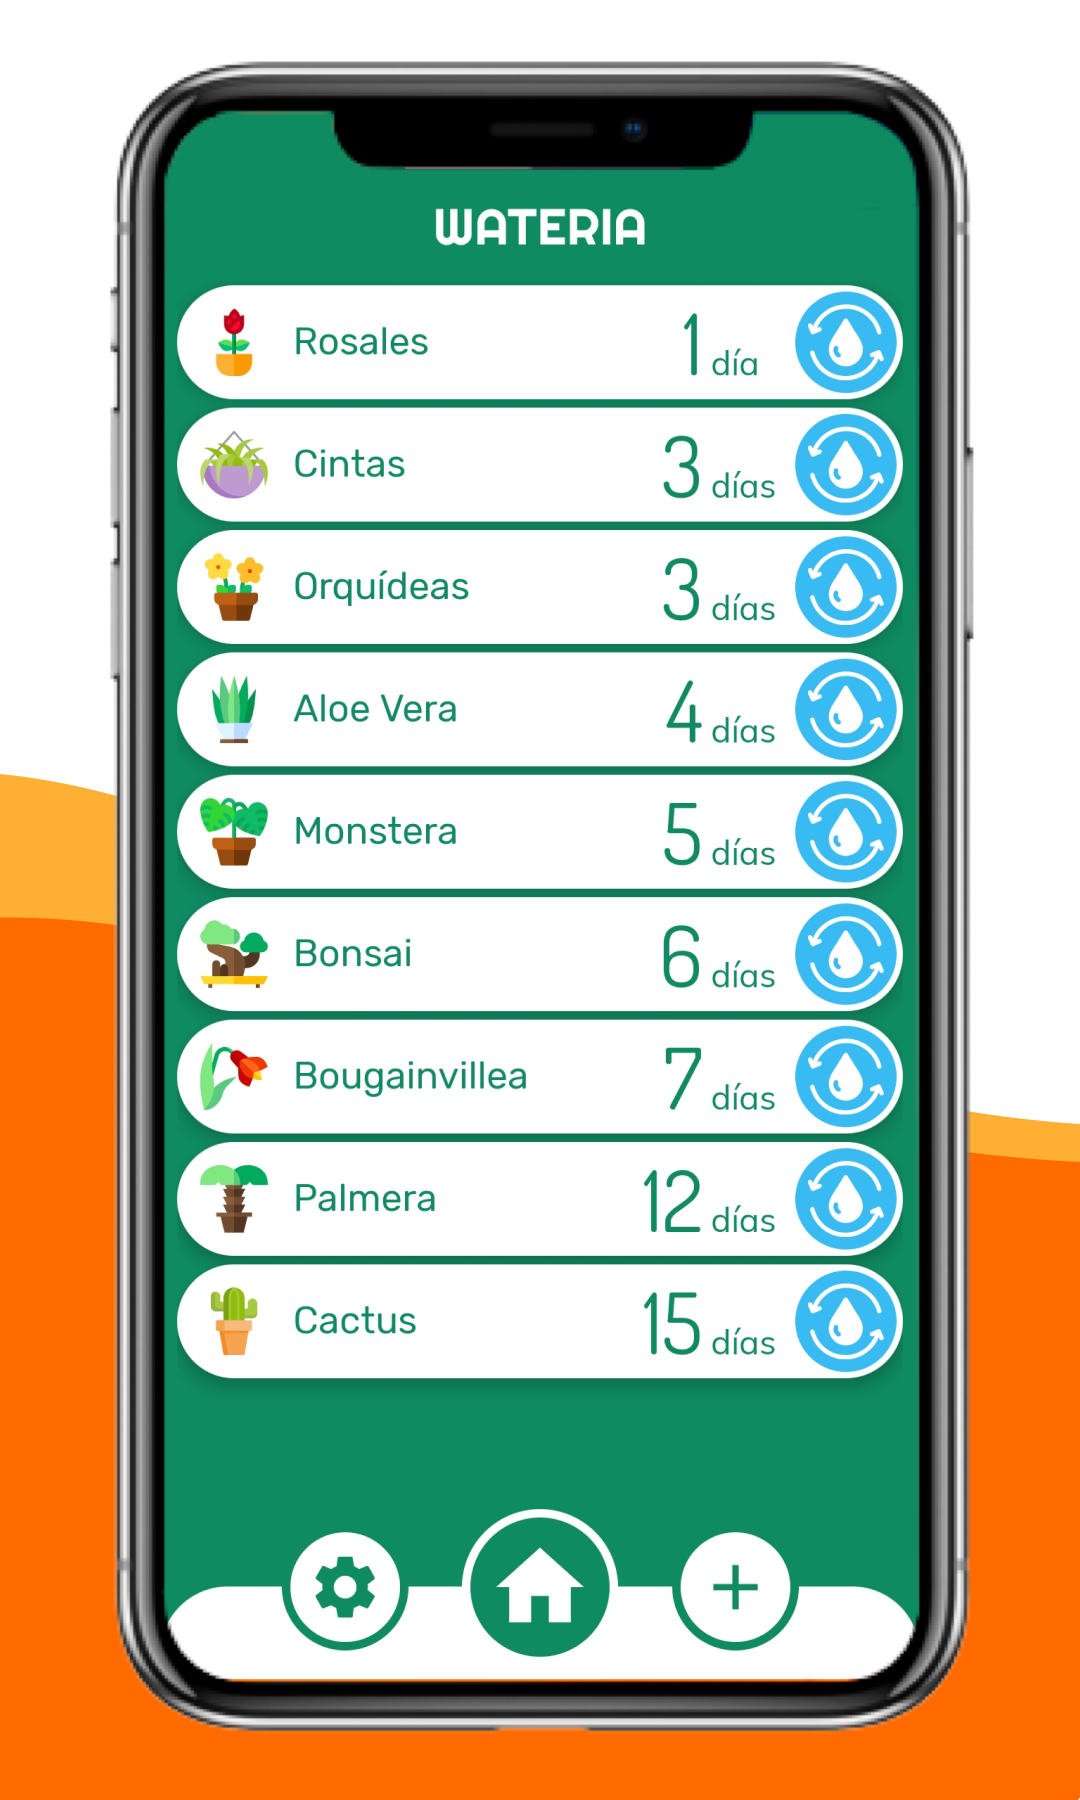 WATERIA
Rosales 1 día
Cintas 3 días
Orquídeas 3 días
Aloe Vera 4 días
Monstera 5 días
Bonsai 6 días
Bougainvillea 7 días
Palmera 12 días
Cactus 15 días